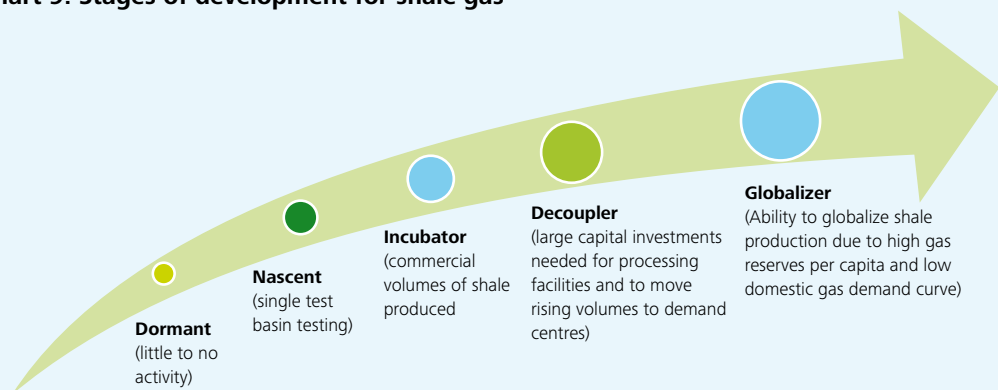 Stages of development for shale gas
Dormant
(little to no
activity)
Nascent
(single test
basin testing)
Incubator
(commercial
volumes of shale
produced
Decoupler
(large capital investments
needed for processing
facilities and to move
rising volumes to demand
centres)
Globalizer
(Ability to globalize shale
production due to high gas
reserves per capita and low
domestic gas demand curve)